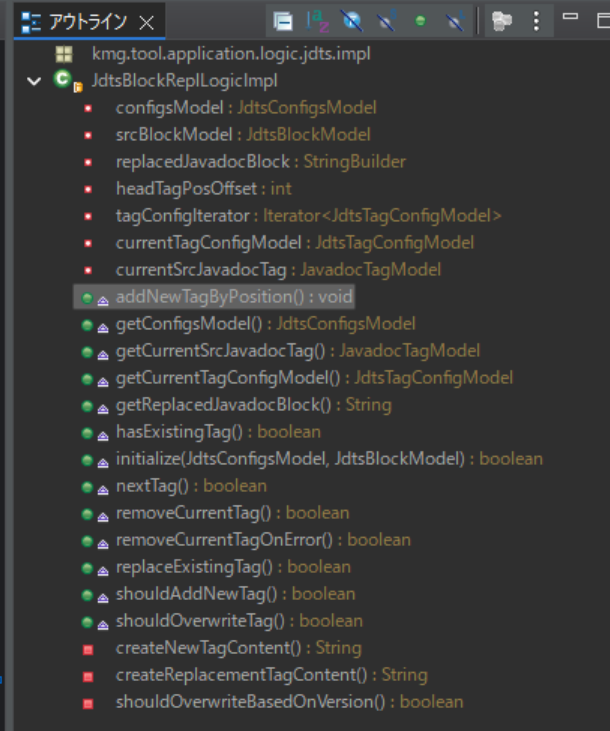 アウトライン
kmg.tool.application.logic.jdts.impl
JdtsBlockReplLogicImpl
configsModel : JdtsConfigsModel
srcBlockModel : JdtsBlockModel
replacedJavadocBlock : StringBuilder
headTagPosOffset : int
tagConfigIterator : Iterator<JdtsTagConfigModel>
currentTagConfigModel : JdtsTagConfigModel
currentSrcJavadocTag : JavadocTagModel
addNewTagByPosition() : void
getConfigsModel() : JdtsConfigsModel
getCurrentSrcJavadocTag() : JavadocTagModel
getCurrentTagConfigModel() : JdtsTagConfigModel
getReplacedJavadocBlock() : String
hasExistingTag() : boolean
initialize(JdtsConfigsModel, JdtsBlockModel) : boolean
nextTag() : boolean
removeCurrentTag() : boolean
removeCurrentTagOnError() : boolean
replaceExistingTag() : boolean
shouldAddNewTag() : boolean
shouldOverwriteTag() : boolean
createNewTagContent() : String
createReplacementTagContent() : String
shouldOverwriteBasedOnVersion() : boolean